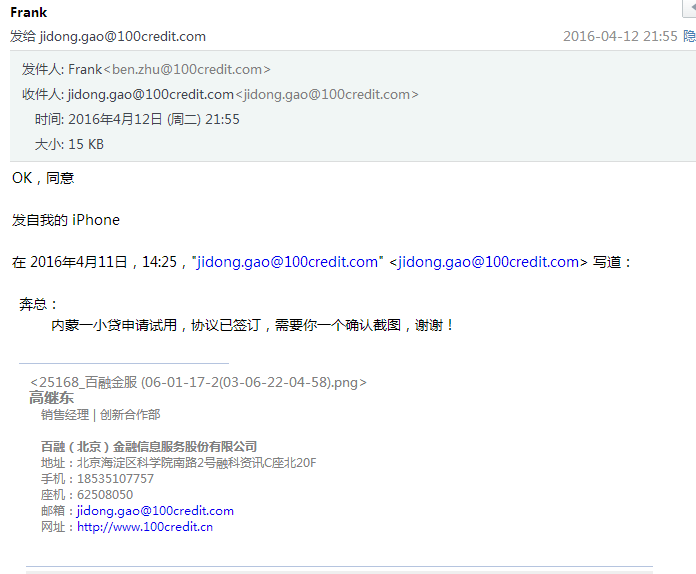 Frank
发给 jidong.gao@100credit.com 2016-04-12 21:55 隐
发件人: Frank<ben.zhu@100credit.com>
收件人: jidong.gao@100credit.com<jidong.gao@100credit.com>
时间: 2016年4月12日 (周二) 21:55
大小: 15 KB
OK，同意
发自我的 iPhone
在 2016年4月11日，14:25，"jidong.gao@100credit.com" <jidong.gao@100credit.com> 写道：
奔总：
内蒙一小贷申请试用，协议已签订，需要你一个确认截图，谢谢！
<25168_百融金服 (06-01-17-2(03-06-22-04-58).png>
高继东
销售经理 | 创新合作部
百融（北京）金融信息服务股份有限公司
地址：北京海淀区科学院南路2号融科资讯C座北20F
手机：18535107757
座机：62508050
邮箱：jidong.gao@100credit.com
网址：http://www.100credit.cn